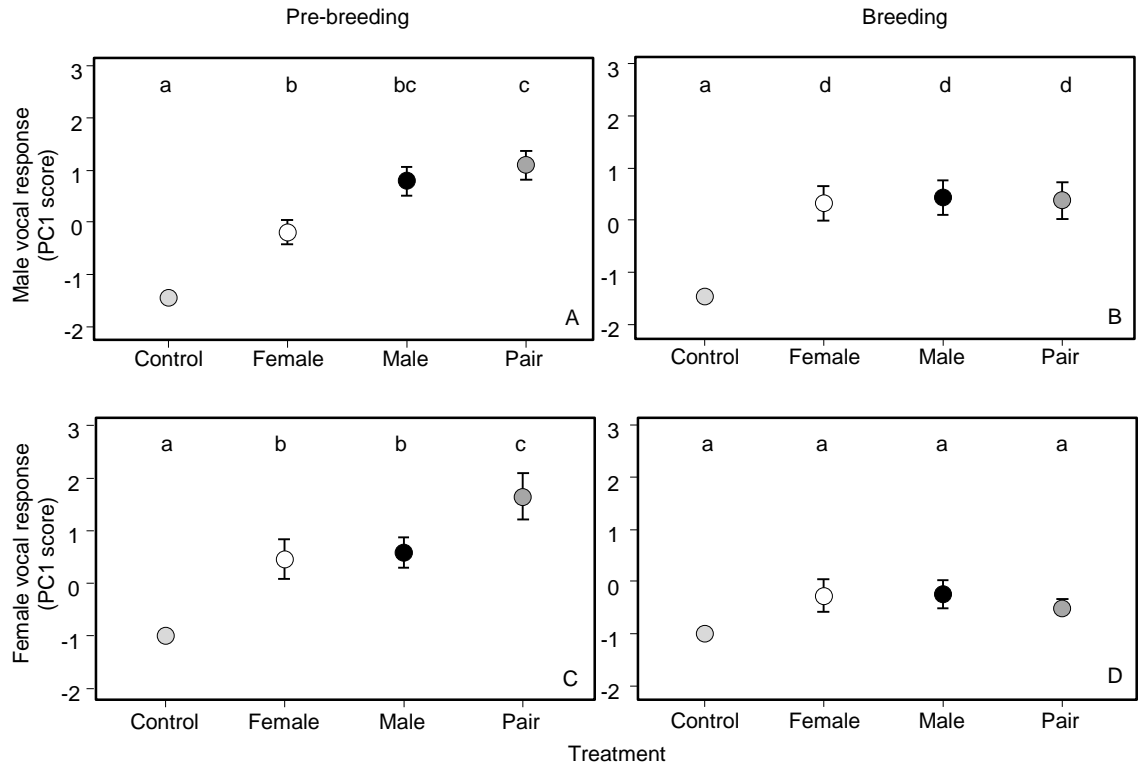 Pre-breeding Breeding
Male vocal response
(PC1 score)
3
2
1
0
-1
-2
a b bc c
A
Control Female Male Pair
3
2
1
0
-1
-2
a d d d
B
Control Female Male Pair
Female vocal response
(PC1 score)
3
2
1
0
-1
-2
a b b c
C
Control Female Male Pair
3
2
1
0
-1
-2
a a a a
D
Control Female Male Pair
Treatment